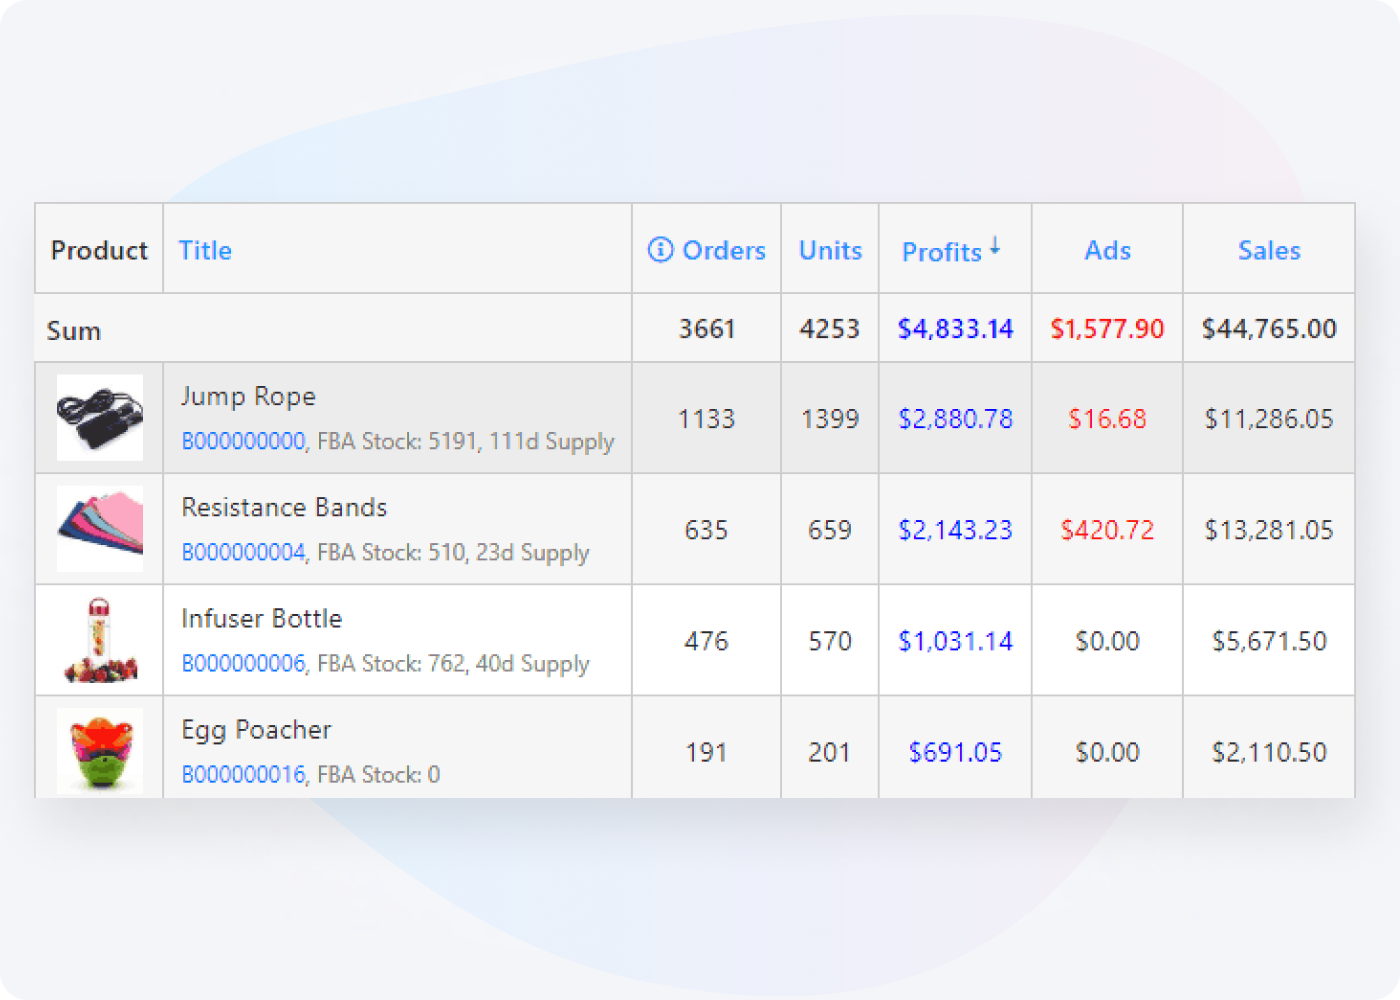 Product Title Orders Units Profits ↓ Ads Sales
Sum 3661 4253 $4,833.14 $1,577.90 $44,765.00
Jump Rope
B000000000, FBA Stock: 5191, 111d Supply
1133 1399 $2,880.78 $16.68 $11,286.05
Resistance Bands
B000000004, FBA Stock: 510, 23d Supply
635 659 $2,143.23 $420.72 $13,281.05
Infuser Bottle
B000000006, FBA Stock: 762, 40d Supply
476 570 $1,031.14 $0.00 $5,671.50
Egg Poacher
B000000016, FBA Stock: 0
191 201 $691.05 $0.00 $2,110.50